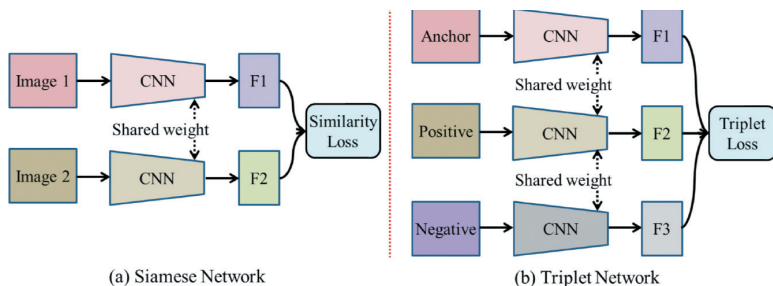 Image 1
CNN
F1
Shared weight
Similarity
Loss
Image 2
CNN
F2
(a) Siamese Network
Anchor
CNN
F1
Shared weight
Positive
CNN
F2
Triplet
Loss
Shared weight
Negative
CNN
F3
(b) Triplet Network